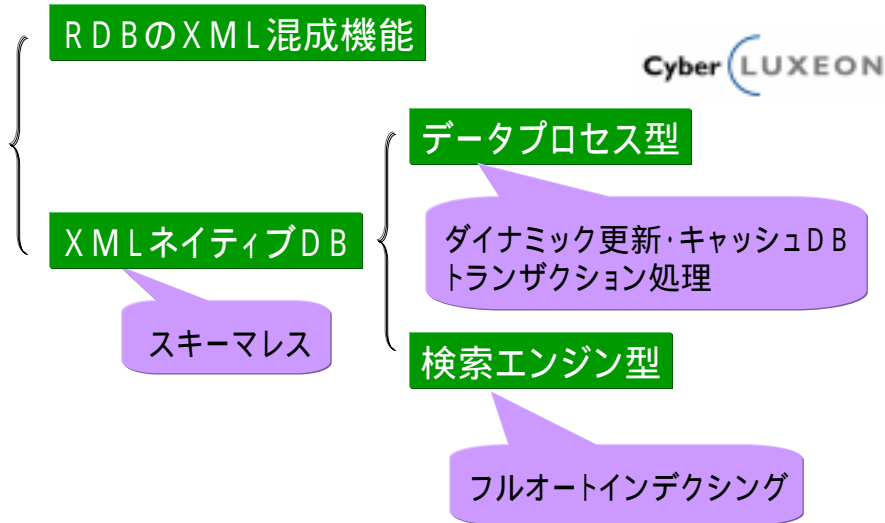 RDBのXML混成機能
Cyber LUXEON
データプロセス型
ダイナミック更新・キャッシュDB
トランザクション処理
XMLネイティブDB
スキーマレス
検索エンジン型
フルオートインデクシング